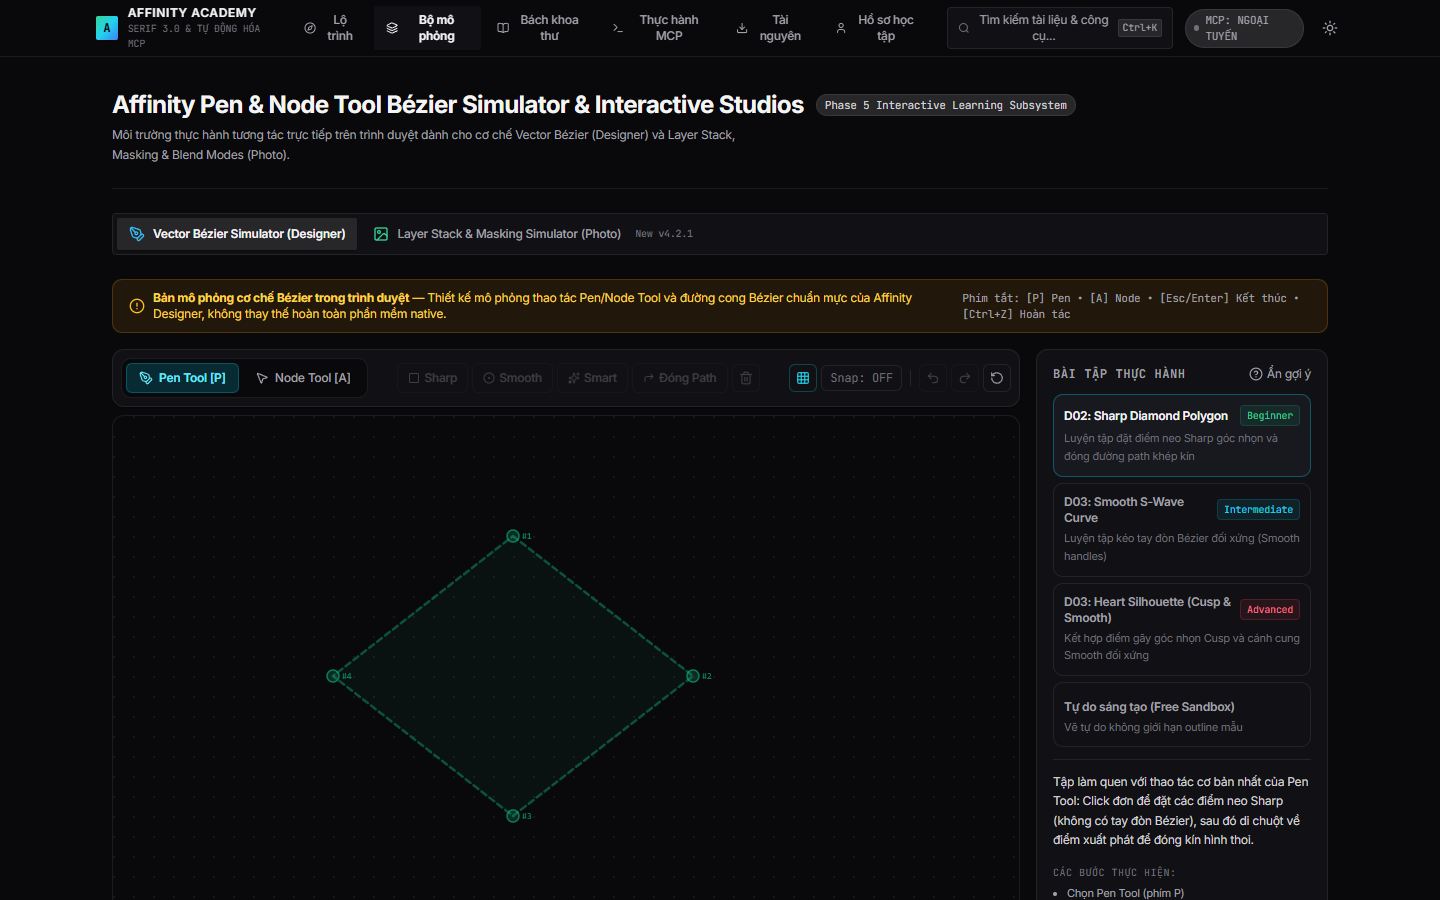 A
AFFINITY ACADEMY
SERIF 3.0 & TỰ ĐỘNG HÓA
MCP
Lộ
trình
Bộ mô
phỏng
Bách khoa
thư
Thực hành
MCP
Tài
nguyên
Hồ sơ học
tập
Tìm kiếm tài liệu & công
cụ...
Ctrl+K
MCP: NGOẠI
TUYẾN
Affinity Pen & Node Tool Bézier Simulator & Interactive Studios
Phase 5 Interactive Learning Subsystem
Môi trường thực hành tương tác trực tiếp trên trình duyệt dành cho cơ chế Vector Bézier (Designer) và Layer Stack,
Masking & Blend Modes (Photo).
Vector Bézier Simulator (Designer)
Layer Stack & Masking Simulator (Photo)
New v4.2.1
Bản mô phỏng cơ chế Bézier trong trình duyệt — Thiết kế mô phỏng thao tác Pen/Node Tool và đường cong Bézier chuẩn mực của Affinity
Designer, không thay thế hoàn toàn phần mềm native.
Phím tắt: [P] Pen • [A] Node • [Esc/Enter] Kết thúc •
[Ctrl+Z] Hoàn tác
Pen Tool [P]
Node Tool [A]
Sharp
Smooth
Smart
Đóng Path
Snap: OFF
#1
#2
#3
#4
BÀI TẬP THỰC HÀNH
Ẩn gợi ý
D02: Sharp Diamond Polygon
Beginner
Luyện tập đặt điểm neo Sharp góc nhọn và
đóng đường path khép kín
D03: Smooth S-Wave
Curve
Intermediate
Luyện tập kéo tay đòn Bézier đối xứng (Smooth
handles)
D03: Heart Silhouette (Cusp &
Smooth)
Advanced
Kết hợp điểm gãy góc nhọn Cusp và cánh cung
Smooth đối xứng
Tự do sáng tạo (Free Sandbox)
Vẽ tự do không giới hạn outline mẫu
Tập làm quen với thao tác cơ bản nhất của Pen
Tool: Click đơn để đặt các điểm neo Sharp
(không có tay đòn Bézier), sau đó di chuột về
điểm xuất phát để đóng kín hình thoi.
CÁC BƯỚC THỰC HIỆN:
• Chọn Pen Tool (phím P)